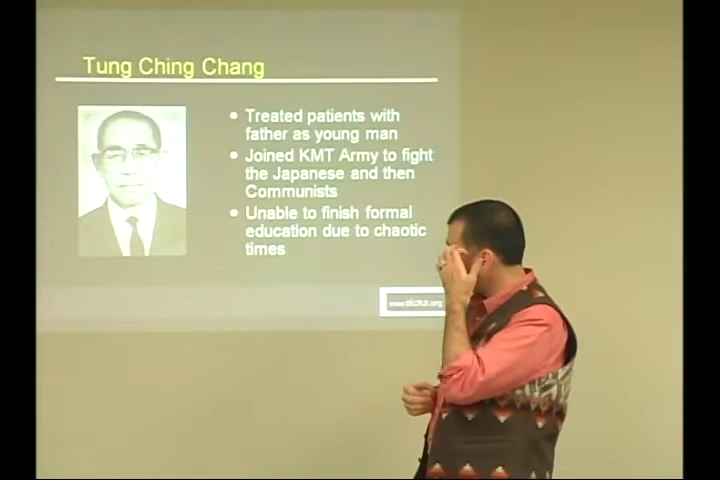 Tung Ching Chang
• Treated patients with
father as young man
• Joined KMT Army to fight
the Japanese and then
Communists
• Unable to finish formal
education due to chaotic
times